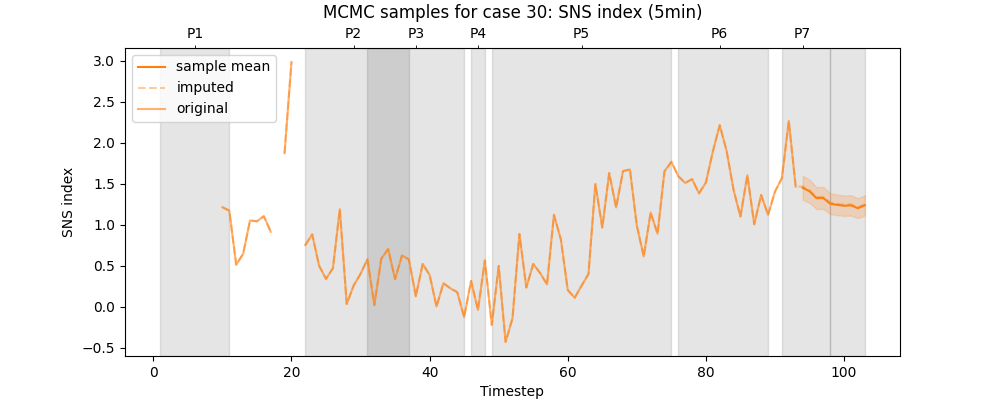 MCMC samples for case 30: SNS index (5min)
P1 P2 P3 P4 P5 P6 P7
sample mean
imputed
original
3.0
2.5
2.0
1.5
1.0
0.5
0.0
−0.5
SNS index
0 20 40 60 80 100
Timestep